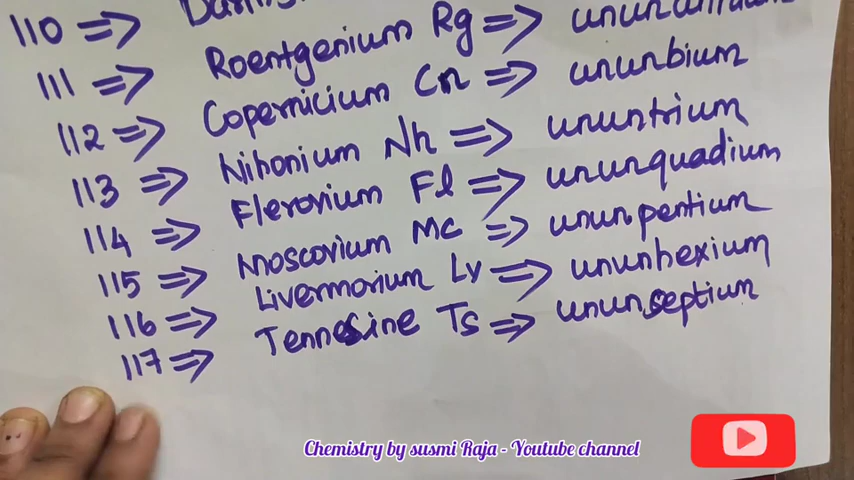 110 ⇒
111 ⇒ Roentgenium Rg ⇒
112 ⇒ Copernicium Cn ⇒ ununbium
113 ⇒ Nihonium Nh ⇒ ununtrium
114 ⇒ Flerovium Fl ⇒ ununquadium
115 ⇒ Moscovium Mc ⇒ ununpentium
116 ⇒ Livermorium Lv ⇒ ununhexium
117 ⇒ Tennesine Ts ⇒ ununseptium
Chemistry by susmi Raja - Youtube channel